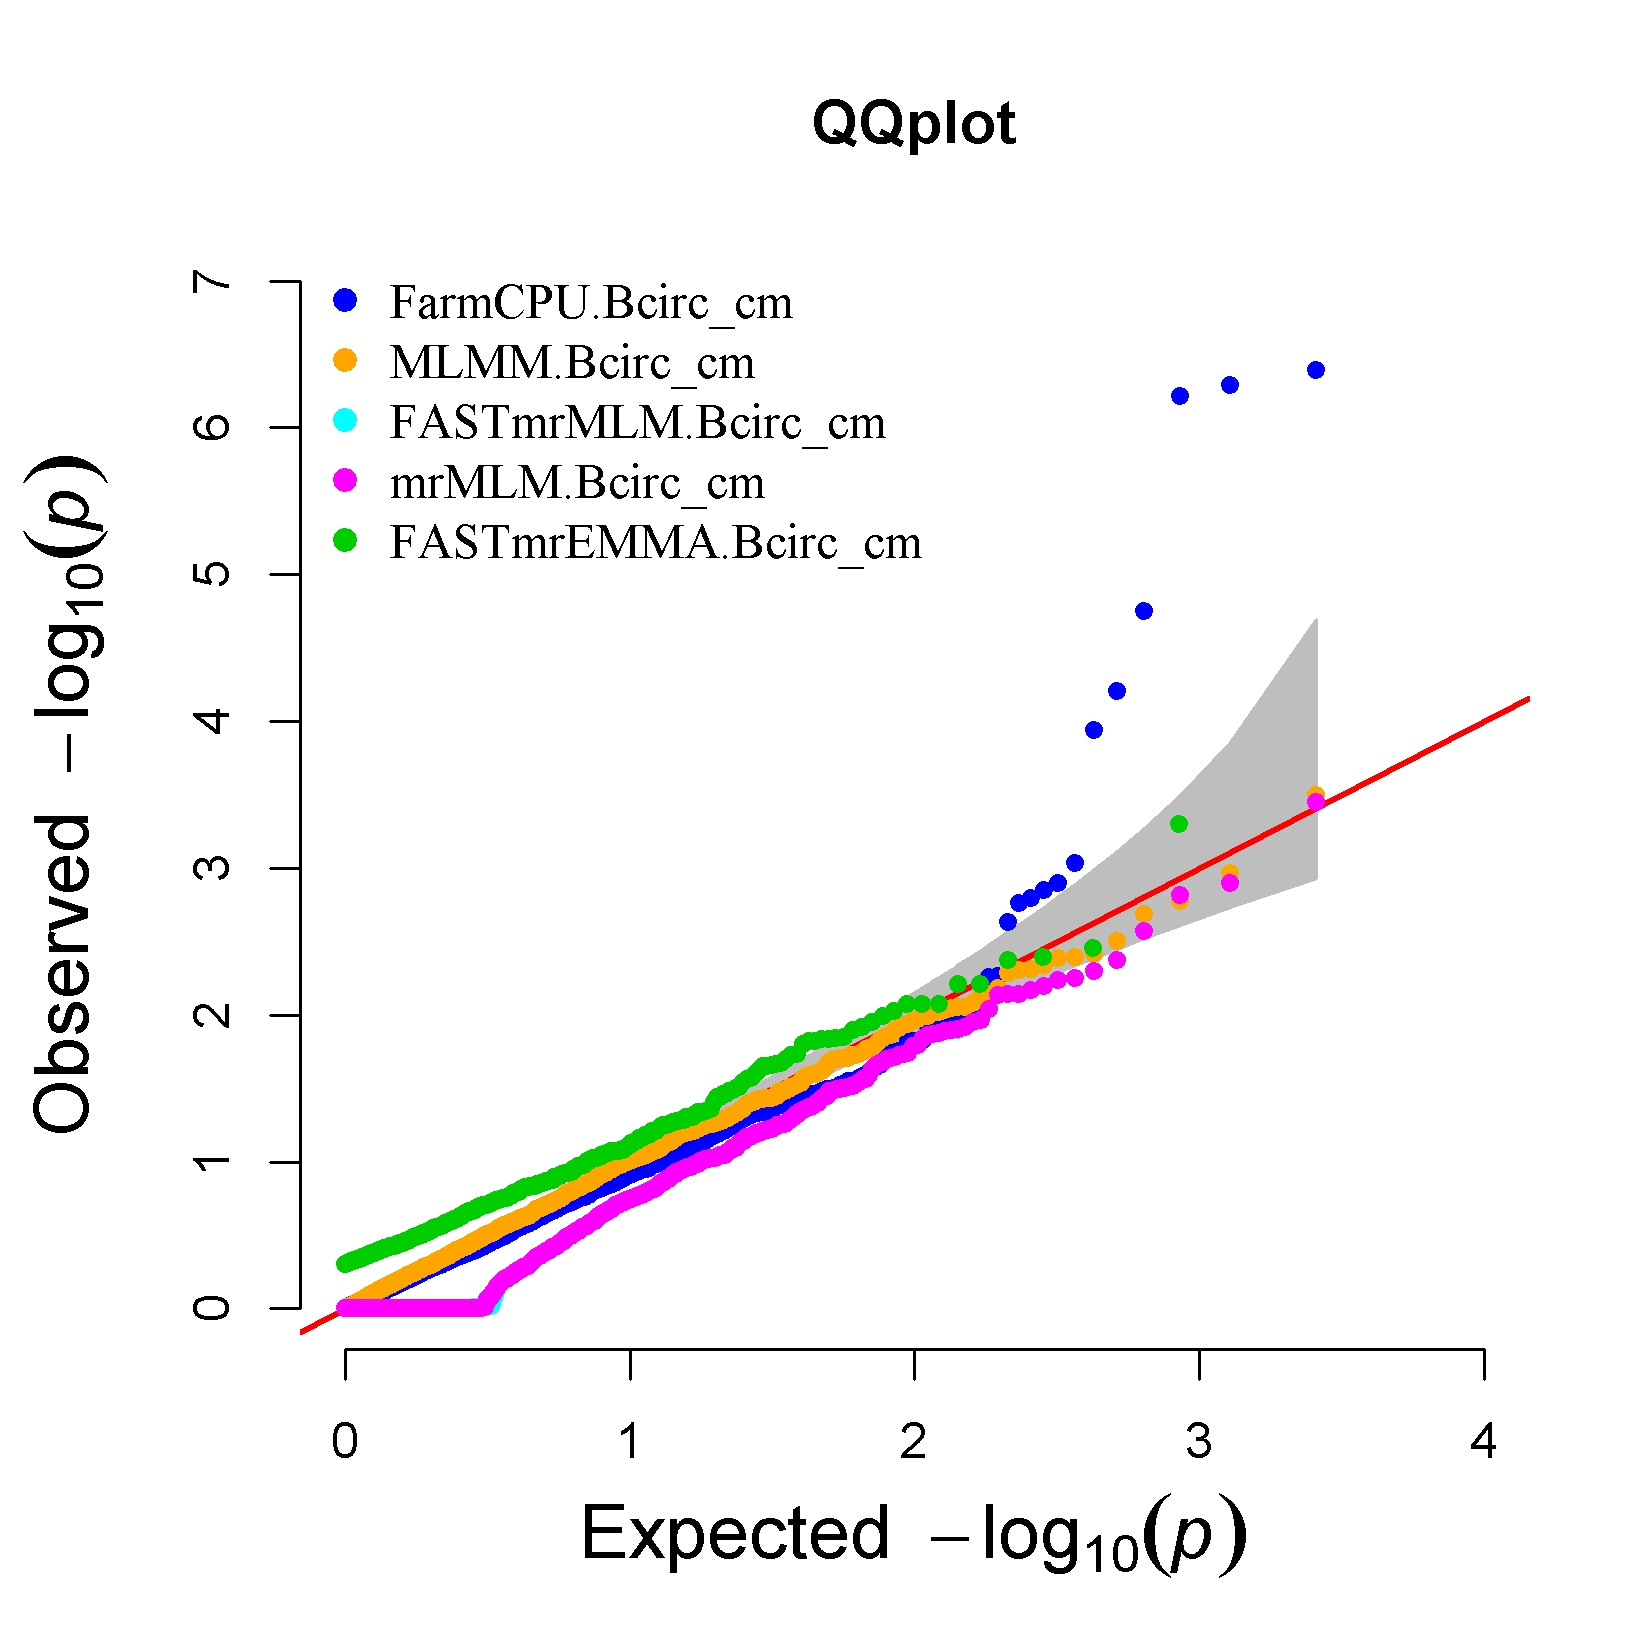 QQplot
FarmCPU.Bcirc_cm
MLMM.Bcirc_cm
FASTmrMLM.Bcirc_cm
mrMLM.Bcirc_cm
FASTmrEMMA.Bcirc_cm
Observed −log10(p)
7
6
5
4
3
2
1
0
0 1 2 3 4
Expected −log10(p)